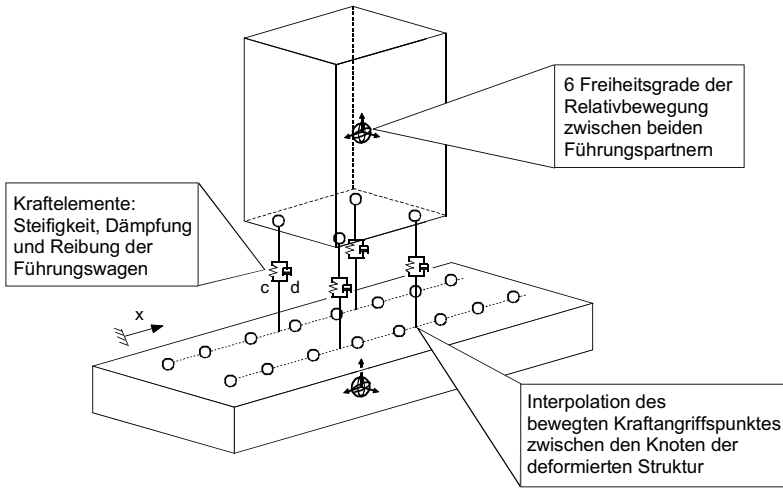 6 Freiheitsgrade der
Relativbewegung
zwischen beiden
Führungspartnern
Kraftelemente:
Steifigkeit, Dämpfung
und Reibung der
Führungswagen
c d
x
Interpolation des
bewegten Kraftangriffspunktes
zwischen den Knoten der
deformierten Struktur